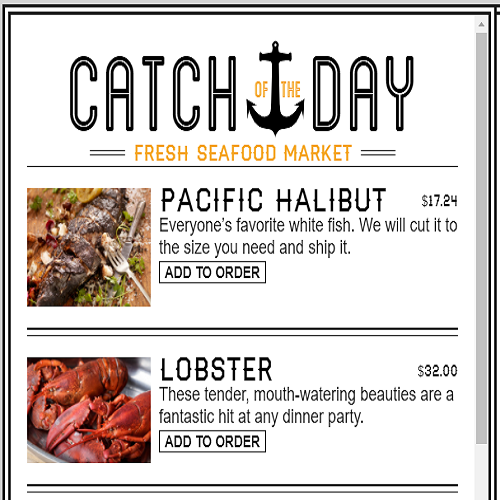 CATCH OF THE DAY
FRESH SEAFOOD MARKET
PACIFIC HALIBUT $17.24
Everyone's favorite white fish. We will cut it to
the size you need and ship it.
ADD TO ORDER
LOBSTER $32.00
These tender, mouth-watering beauties are a
fantastic hit at any dinner party.
ADD TO ORDER